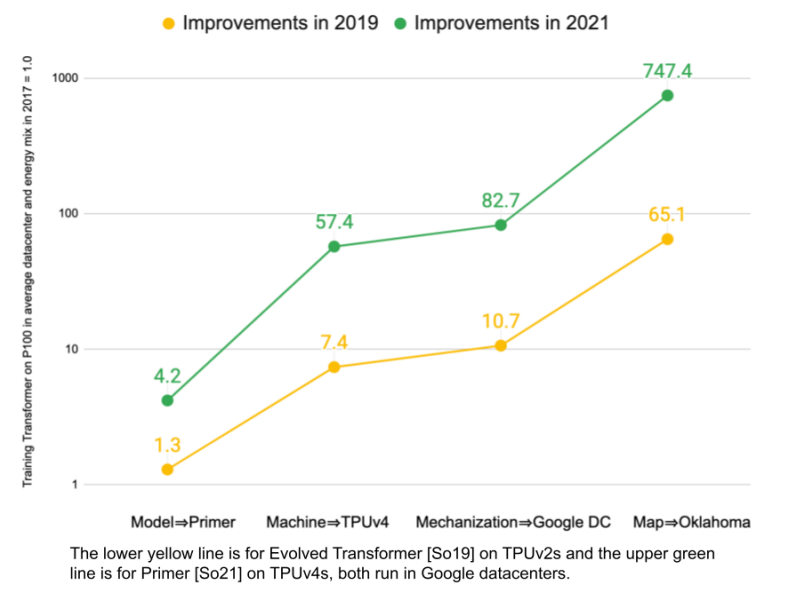 Improvements in 2019 Improvements in 2021
Training Transformer on P100 in average datacenter and energy mix in 2017 = 1.0
1000
100
10
1
747.4
82.7
57.4
4.2
65.1
10.7
7.4
1.3
Model⇒Primer Machine⇒TPUv4 Mechanization⇒Google DC Map⇒Oklahoma
The lower yellow line is for Evolved Transformer [So19] on TPUv2s and the upper green
line is for Primer [So21] on TPUv4s, both run in Google datacenters.